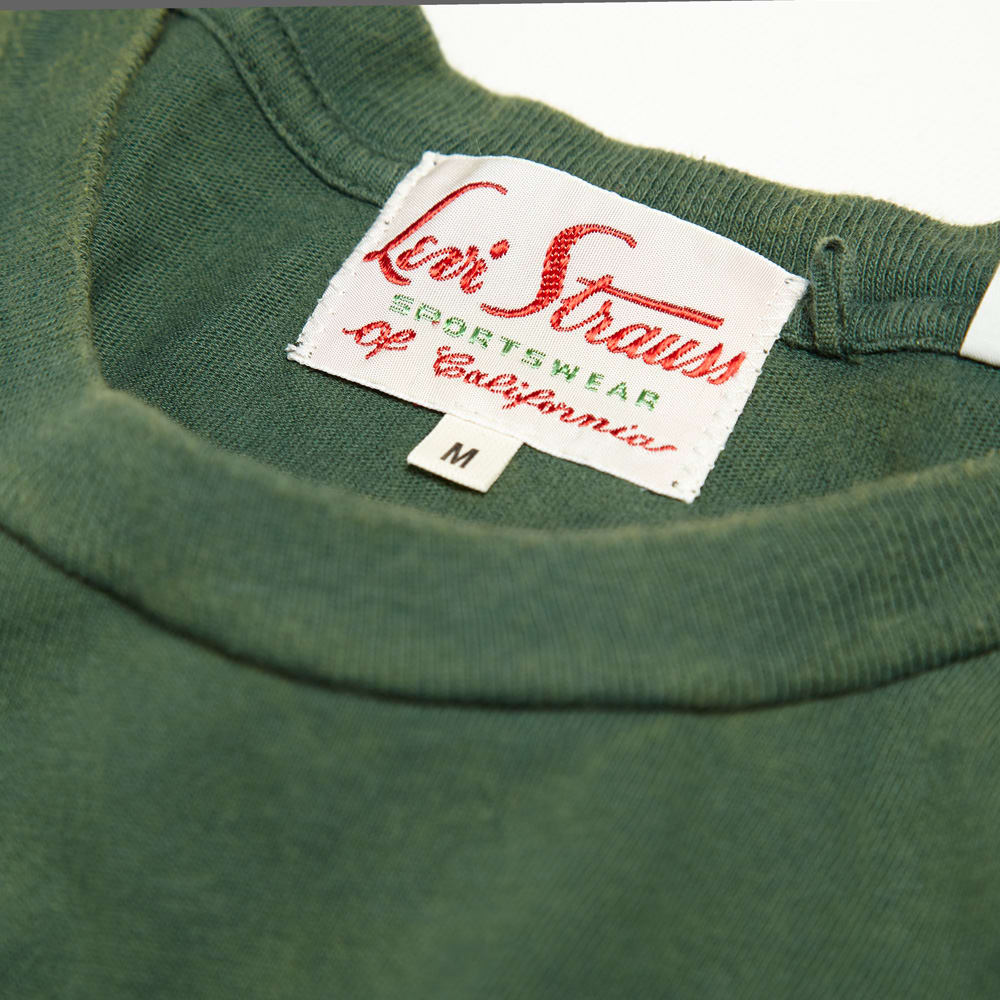 Levi Strauss
SPORTSWEAR
Of California
M